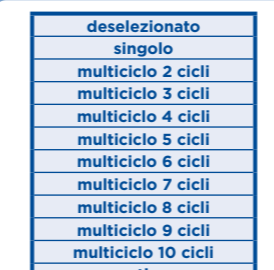 deselezionato
singolo
multiciclo 2 cicli
multiciclo 3 cicli
multiciclo 4 cicli
multiciclo 5 cicli
multiciclo 6 cicli
multiciclo 7 cicli
multiciclo 8 cicli
multiciclo 9 cicli
multiciclo 10 cicli